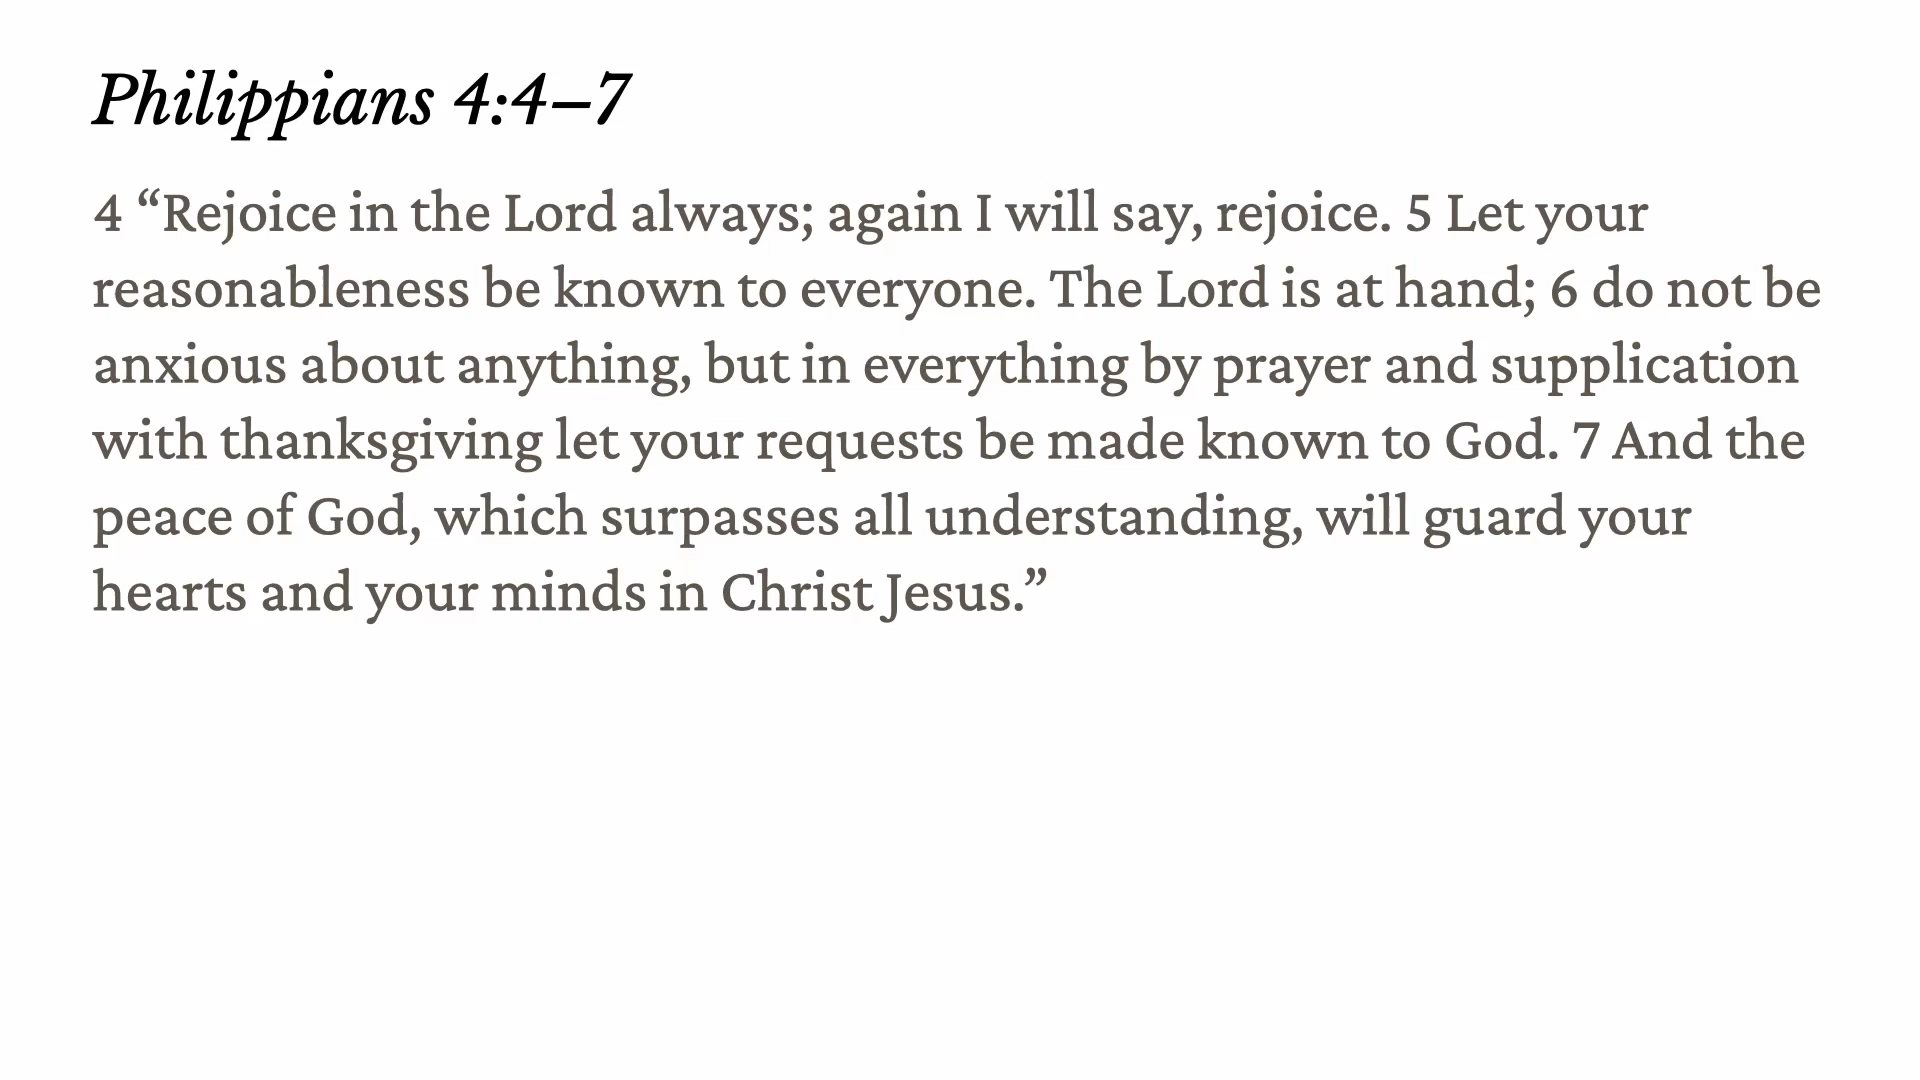 Philippians 4:4–7
4 “Rejoice in the Lord always; again I will say, rejoice. 5 Let your
reasonableness be known to everyone. The Lord is at hand; 6 do not be
anxious about anything, but in everything by prayer and supplication
with thanksgiving let your requests be made known to God. 7 And the
peace of God, which surpasses all understanding, will guard your
hearts and your minds in Christ Jesus.”